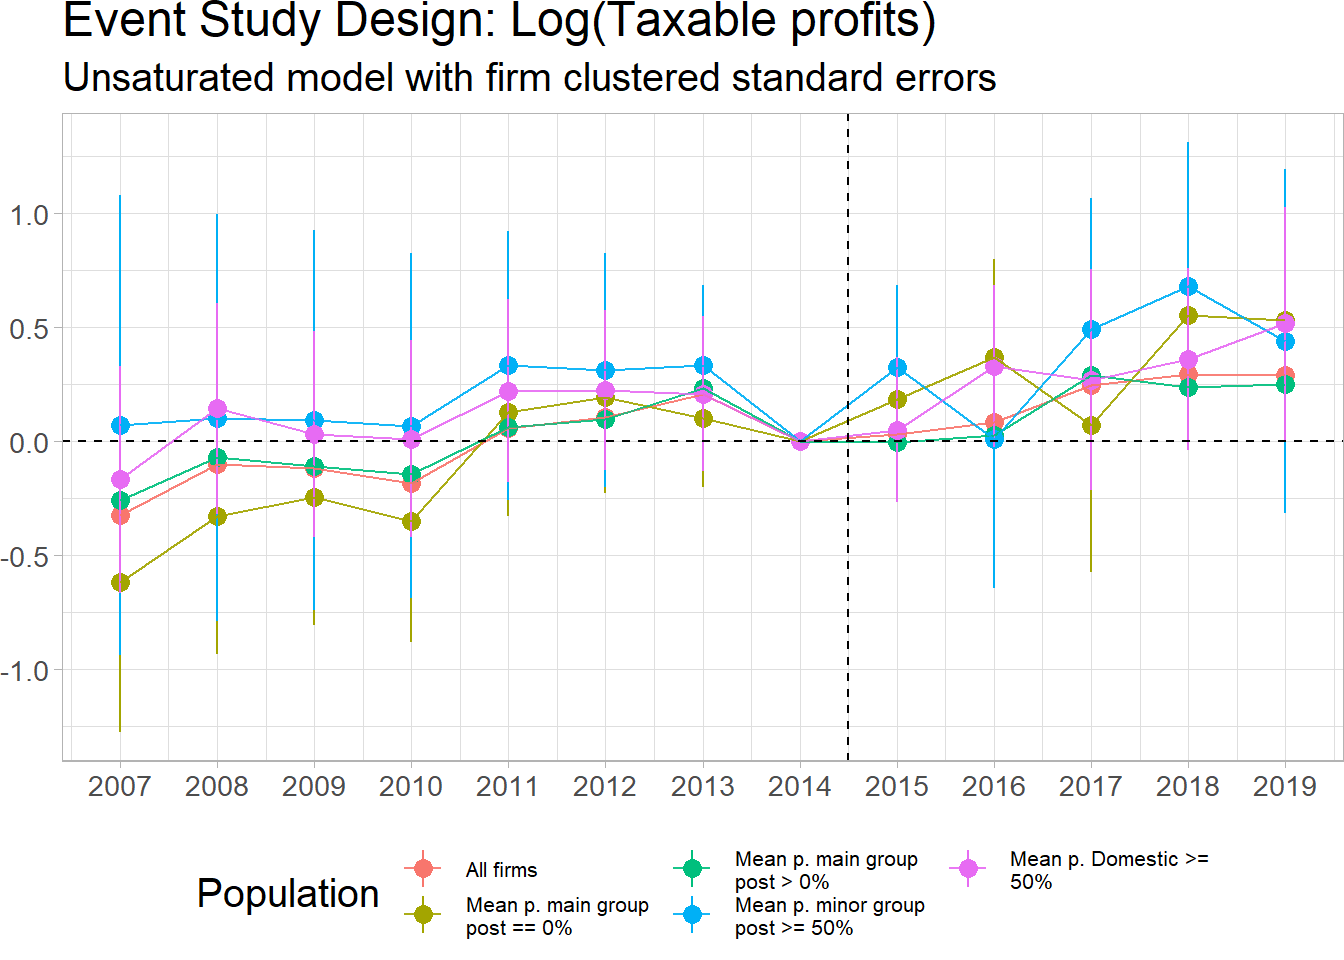 Event Study Design: Log(Taxable profits)
Unsaturated model with firm clustered standard errors
1.0
0.5
0.0
-0.5
-1.0
2007 2008 2009 2010 2011 2012 2013 2014 2015 2016 2017 2018 2019
Population
All firms
Mean p. main group
post == 0%
Mean p. main group
post > 0%
Mean p. minor group
post >= 50%
Mean p. Domestic >=
50%